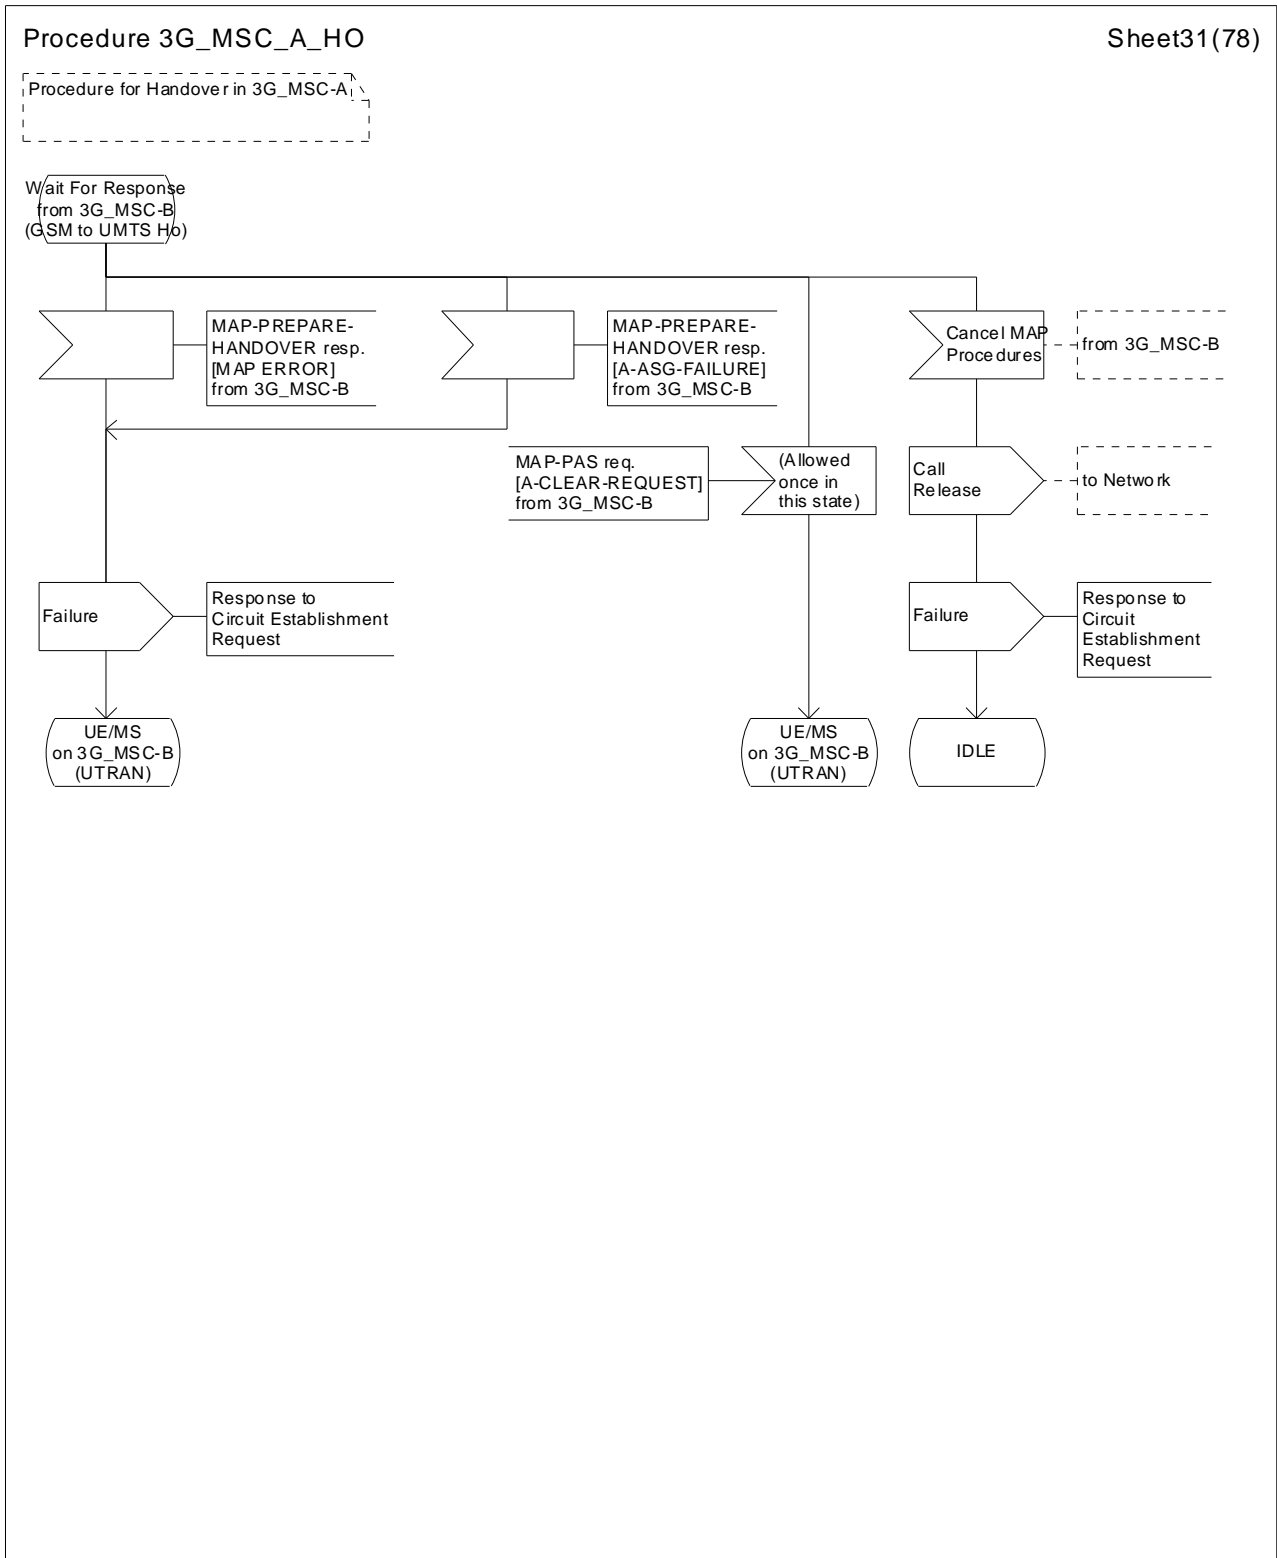 Procedure 3G_MSC_A_HO
Sheet31(78)
Procedure for Handover in 3G_MSC-A
Wait For Response
from 3G_MSC-B
(GSM to UMTS Ho)
MAP-PREPARE-
HANDOVER resp.
[MAP ERROR]
from 3G_MSC-B
MAP-PREPARE-
HANDOVER resp.
[A-ASG-FAILURE]
from 3G_MSC-B
Cancel MAP
Procedures
from 3G_MSC-B
MAP-PAS req.
[A-CLEAR-REQUEST]
from 3G_MSC-B
(Allowed
once in
this state)
Call
Release
to Network
Failure
Response to
Circuit Establishment
Request
Failure
Response to
Circuit
Establishment
Request
UE/MS
on 3G_MSC-B
(UTRAN)
UE/MS
on 3G_MSC-B
(UTRAN)
IDLE